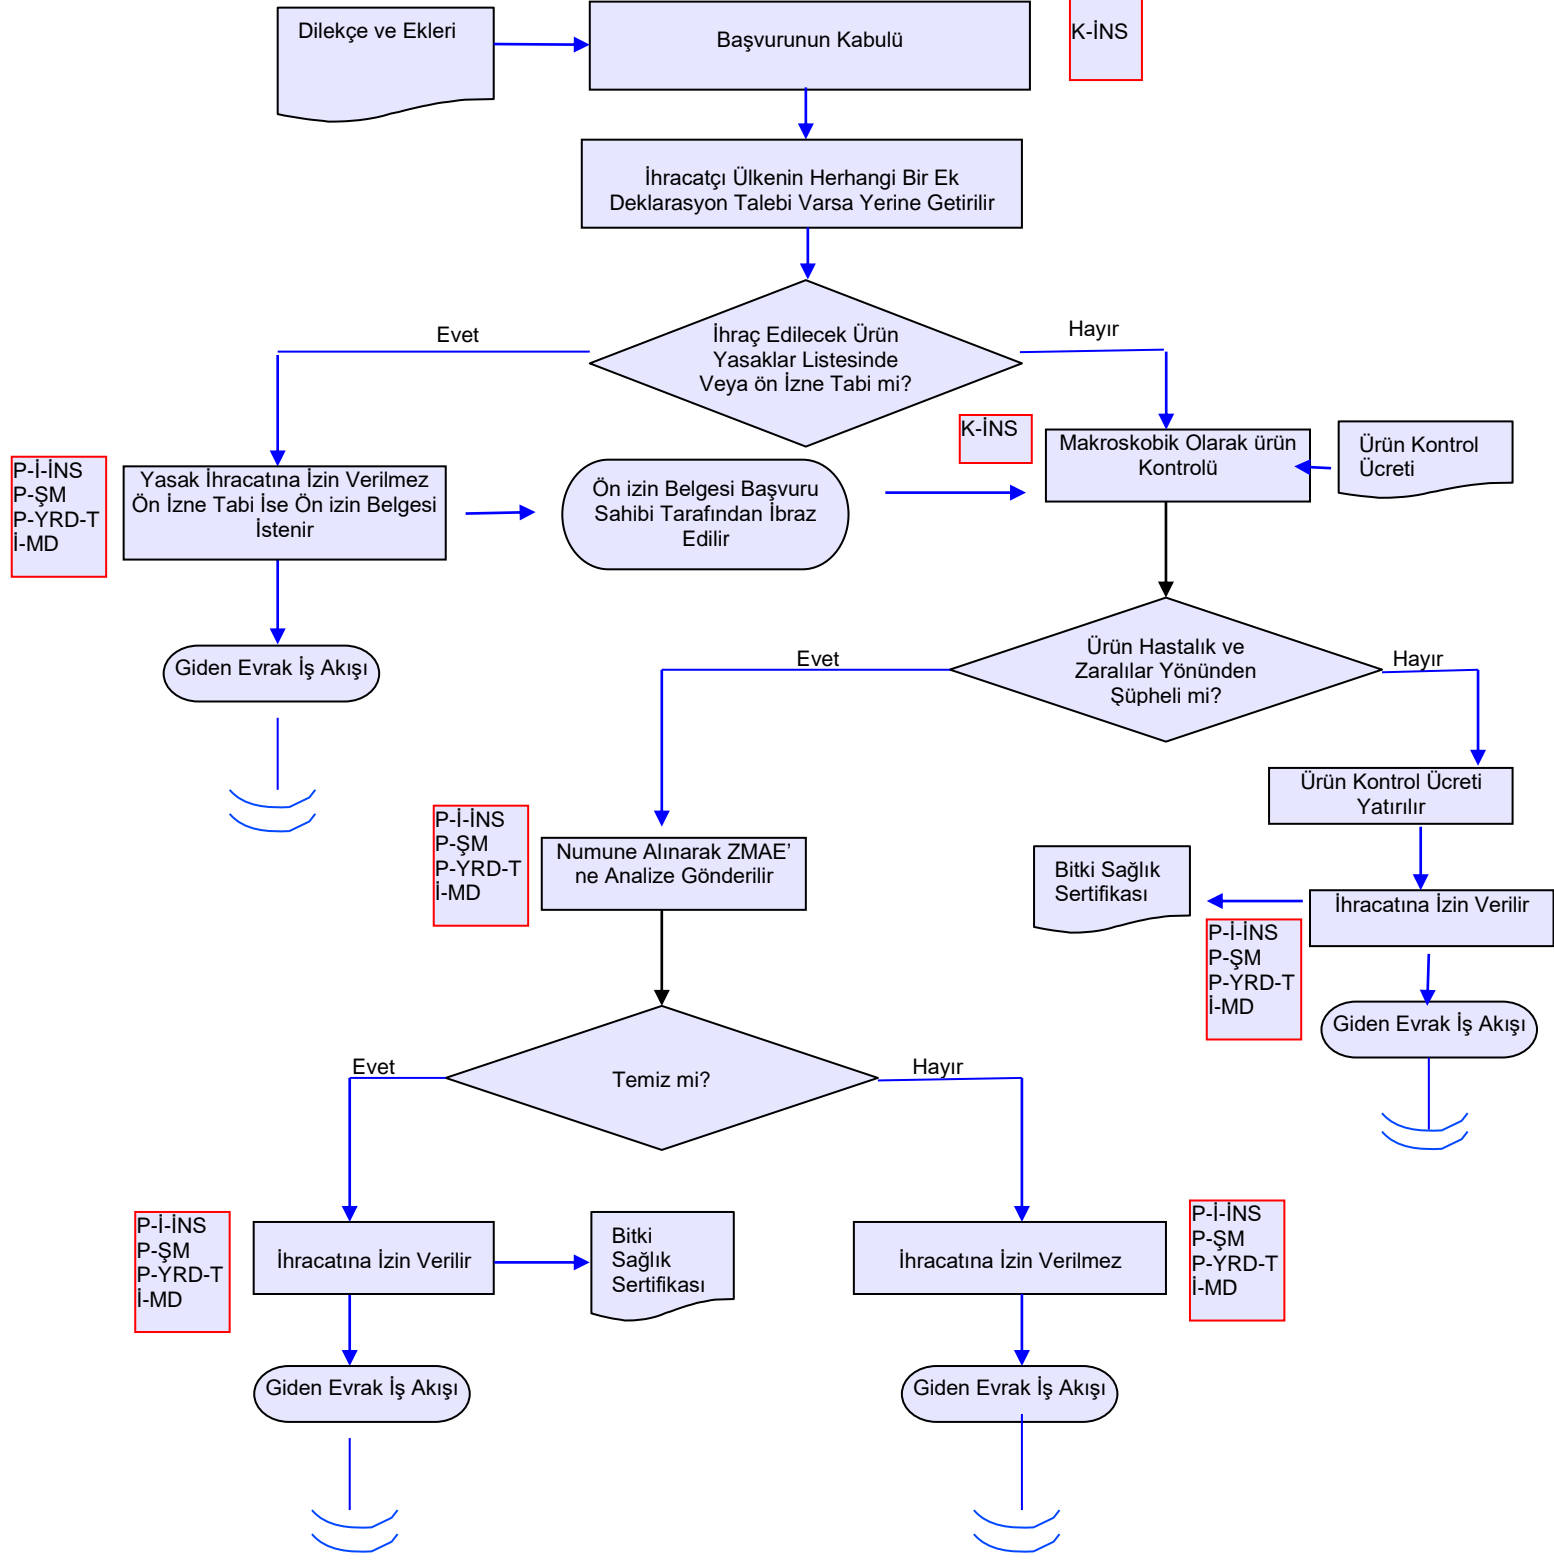 Dilekçe ve Ekleri
Başvurunun Kabulü
K-İNS
İhracatçı Ülkenin Herhangi Bir Ek
Deklarasyon Talebi Varsa Yerine Getirilir
Evet
İhraç Edilecek Ürün
Yasaklar Listesinde
Veya ön İzne Tabi mi?
Hayır
P-İ-İNS
P-ŞM
P-YRD-T
İ-MD
Yasak İhracatına İzin Verilmez
Ön İzne Tabi İse Ön izin Belgesi
İstenir
Ön izin Belgesi Başvuru
Sahibi Tarafından İbraz
Edilir
K-İNS
Makroskobik Olarak ürün
Kontrolü
Ürün Kontrol
Ücreti
Giden Evrak İş Akışı
Evet
Ürün Hastalık ve
Zaralılar Yönünden
Şüpheli mi?
Hayır
P-İ-İNS
P-ŞM
P-YRD-T
İ-MD
Numune Alınarak ZMAE’
ne Analize Gönderilir
Ürün Kontrol Ücreti
Yatırılır
Bitki Sağlık
Sertifikası
İhracatına İzin Verilir
P-İ-İNS
P-ŞM
P-YRD-T
İ-MD
Giden Evrak İş Akışı
Evet
Temiz mi?
Hayır
P-İ-İNS
P-ŞM
P-YRD-T
İ-MD
İhracatına İzin Verilir
Bitki
Sağlık
Sertifikası
İhracatına İzin Verilmez
P-İ-İNS
P-ŞM
P-YRD-T
İ-MD
Giden Evrak İş Akışı
Giden Evrak İş Akışı